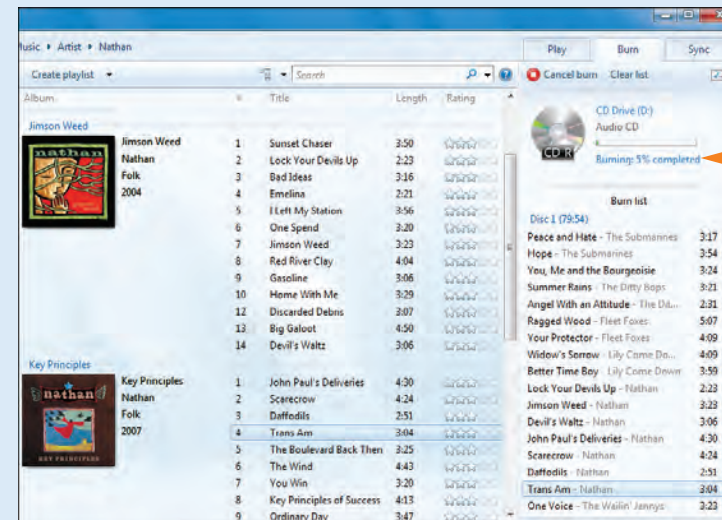 Music ▸ Artist ▸ Nathan
Play Burn Sync
Create playlist Search Cancel burn Clear list
Album # Title Length Rating
CD Drive (D:)
Audio CD
CD R
Burning: 5% completed
Burn list
Disc 1 (79:54)
Jimson Weed
nathan
Jimson Weed
Nathan
Folk
2004
1 Sunset Chaser 3:50
2 Lock Your Devils Up 2:23
3 Bad Ideas 3:16
4 Emelina 2:21
5 I Left My Station 3:56
6 One Spend 3:20
7 Jimson Weed 3:23
8 Red River Clay 4:04
9 Gasoline 3:06
10 Home With Me 3:29
12 Discarded Debris 3:07
13 Big Galoot 4:50
14 Devil's Waltz 3:06
Key Principles
nathan
KEY PRINCIPLES
Key Principles
Nathan
Folk
2007
1 John Paul's Deliveries 4:30
2 Scarecrow 4:24
3 Daffodils 2:51
4 Trans Am 3:04
5 The Boulevard Back Then 3:25
6 The Wind 4:43
7 You Win 3:20
8 Key Principles of Success 4:13
9 Ordinary Day 3:47
Peace and Hate - The Submarines 3:17
Hope - The Submarines 3:54
You, Me and the Bourgeoisie 3:24
Summer Rains - The Ditty Bops 3:21
Angel With an Attitude - The Di... 2:31
Ragged Wood - Fleet Foxes 5:07
Your Protector - Fleet Foxes 4:09
Widow's Sorrow - Lily Come Do... 4:09
Better Time Boy - Lily Come Down 3:59
Lock Your Devils Up - Nathan 2:23
Jimson Weed - Nathan 3:23
Devil's Waltz - Nathan 3:06
John Paul's Deliveries - Nathan 4:30
Scarecrow - Nathan 4:24
Daffodils - Nathan 2:51
Trans Am - Nathan 3:04
One Voice - The Wailin' Jennys 3:23